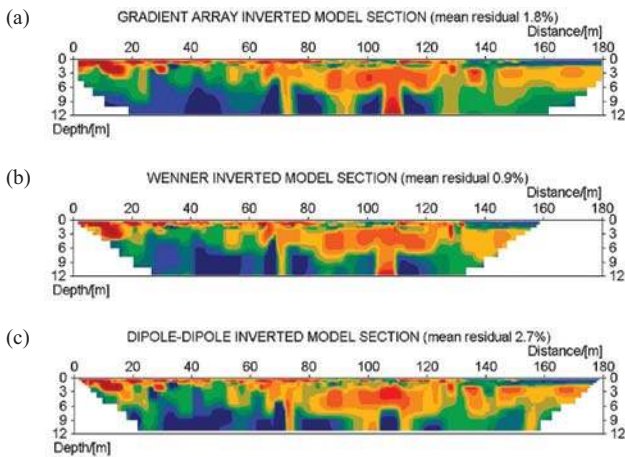 (a)
GRADIENT ARRAY INVERTED MODEL SECTION (mean residual 1.8%)
Distance/[m]
0 20 40 60 80 100 120 140 160 180
0 0
3 3
6 6
9 9
12 12
Depth/[m]
(b)
WENNER INVERTED MODEL SECTION (mean residual 0.9%)
Distance/[m]
0 20 40 60 80 100 120 140 160 180
0 0
3 3
6 6
9 9
12 12
Depth/[m]
(c)
DIPOLE-DIPOLE INVERTED MODEL SECTION (mean residual 2.7%)
Distance/[m]
0 20 40 60 80 100 120 140 160 180
0 0
3 3
6 6
9 9
12 12
Depth/[m]